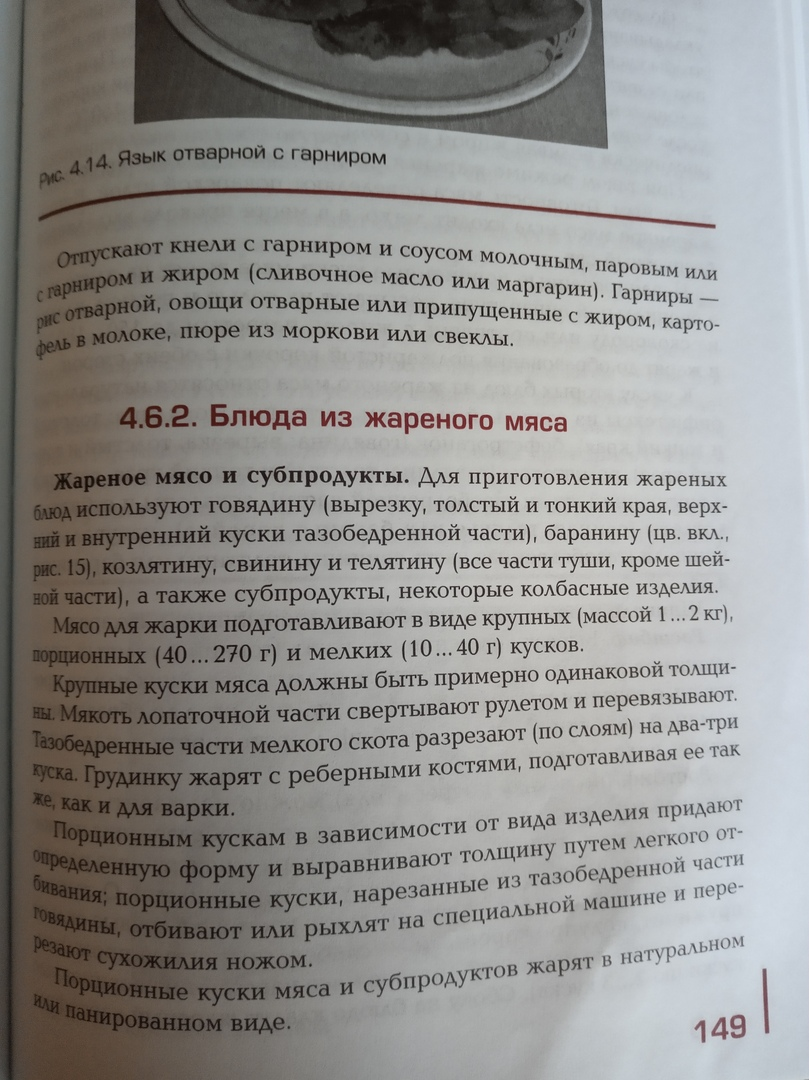 Рис. 4.14. Язык отварной с гарниром
Отпускают кнели с гарниром и соусом молочным, паровым или
с гарниром и жиром (сливочное масло или маргарин). Гарниры —
рис отварной, овощи отварные или припущенные с жиром, карто-
фель в молоке, пюре из моркови или свеклы.
4.6.2. Блюда из жареного мяса
Жареное мясо и субпродукты. Для приготовления жареных
блюд используют говядину (вырезку, толстый и тонкий края, верх-
ний и внутренний куски тазобедренной части), баранину (цв. вкл.,
рис. 15), козлятину, свинину и телятину (все части туши, кроме шей-
ной части), а также субпродукты, некоторые колбасные изделия.
Мясо для жарки подготавливают в виде крупных (массой 1 ... 2 кг),
порционных (40 ... 270 г) и мелких (10 ... 40 г) кусков.
Крупные куски мяса должны быть примерно одинаковой толщи-
ны. Мякоть лопаточной части свертывают рулетом и перевязывают.
Тазобедренные части мелкого скота разрезают (по слоям) на два-три
куска. Грудинку жарят с реберными костями, подготавливая ее так
же, как и для варки.
Порционным кускам в зависимости от вида изделия придают
определенную форму и выравнивают толщину путем легкого от-
бивания; порционные куски, нарезанные из тазобедренной части
говядины, отбивают или рыхлят на специальной машине и пере-
резают сухожилия ножом.
Порционные куски мяса и субпродуктов жарят в натуральном
или панированном виде.
149